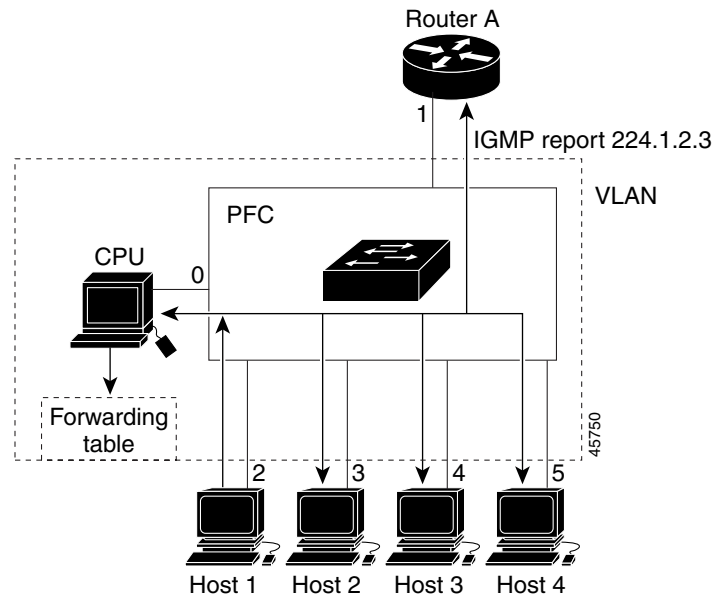 Router A
1
IGMP report 224.1.2.3
VLAN
PFC
CPU
0
Forwarding
table
45750
2
3
4
5
Host 1
Host 2
Host 3
Host 4